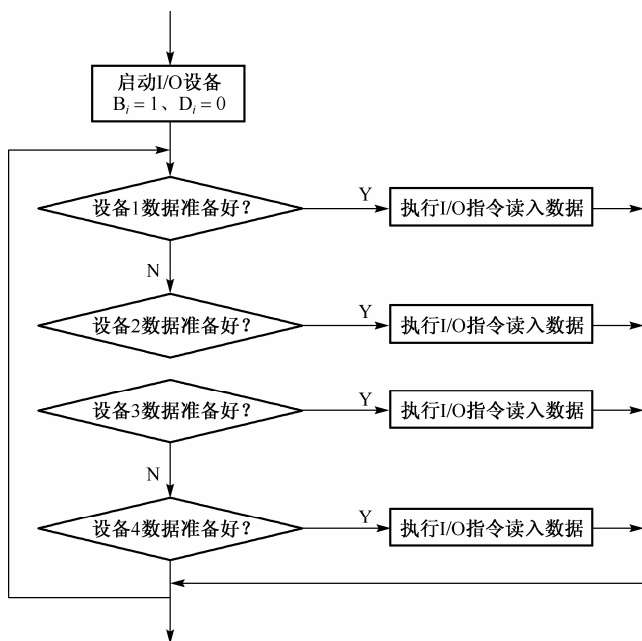 启动I/O设备
Bᵢ = 1、Dᵢ = 0
设备1数据准备好？
Y
执行I/O指令读入数据
N
设备2数据准备好？
Y
执行I/O指令读入数据
设备3数据准备好？
Y
执行I/O指令读入数据
N
设备4数据准备好？
Y
执行I/O指令读入数据